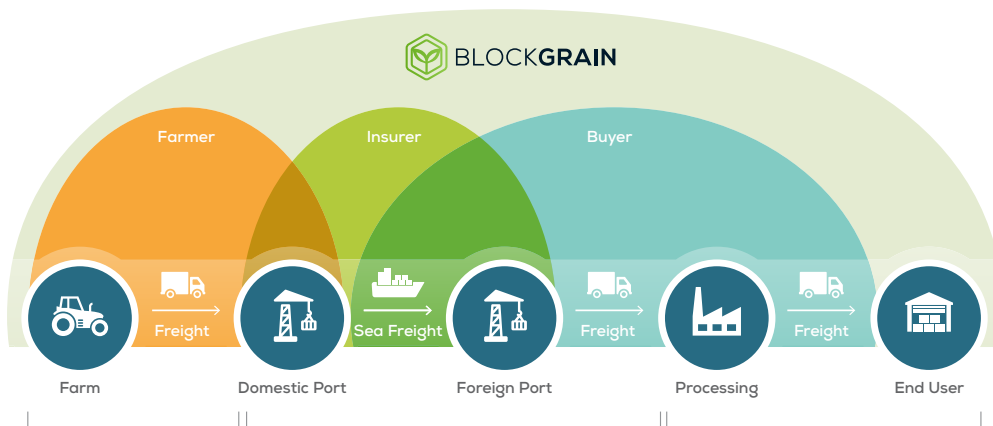 BLOCKGRAIN
Farmer
Insurer
Buyer
Freight
Sea Freight
Freight
Freight
Farm
Domestic Port
Foreign Port
Processing
End User